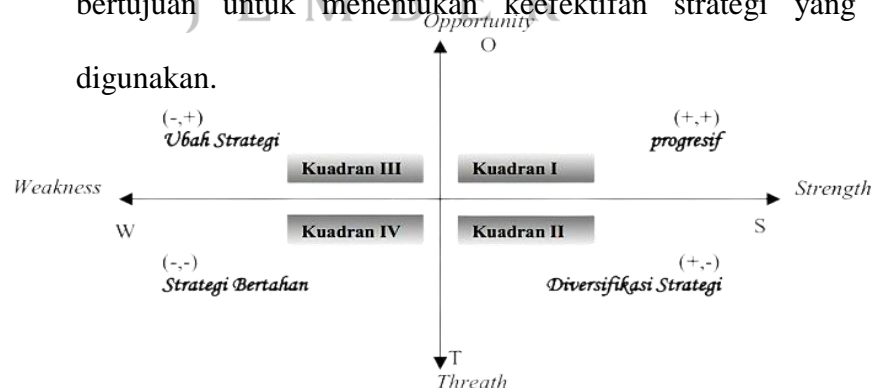 bertujuan untuk menentukan keefektifan strategi yang
J E M B E R
Opportunity
O
digunakan.
(-,+)
Ubah Strategi
(+,+)
progresif
Kuadran III
Kuadran I
Weakness
Strength
W
Kuadran IV
Kuadran II
S
(-,-)
Strategi Bertahan
(+,-)
Diversifikasi Strategi
T
Threath